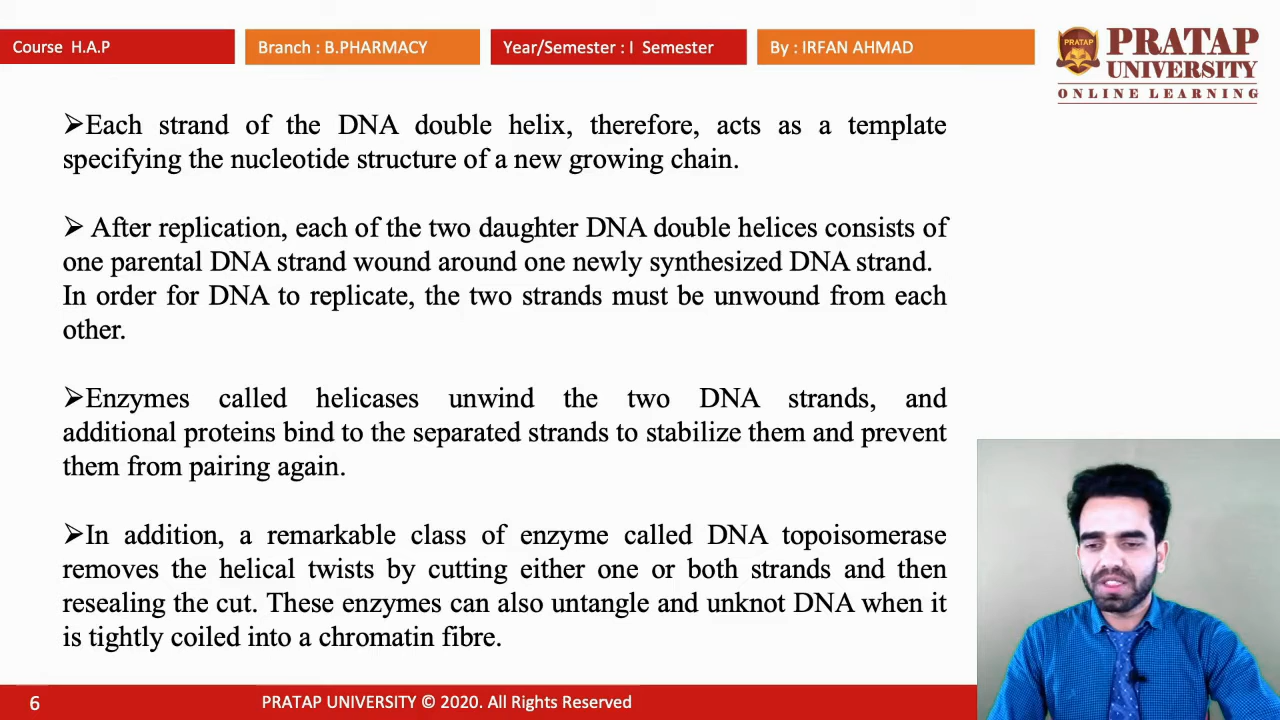 Course H.A.P
Branch : B.PHARMACY
Year/Semester : I Semester
By : IRFAN AHMAD
PRATAP
PRATAP
UNIVERSITY
ONLINE LEARNING
➢Each strand of the DNA double helix, therefore, acts as a template
specifying the nucleotide structure of a new growing chain.
➢ After replication, each of the two daughter DNA double helices consists of
one parental DNA strand wound around one newly synthesized DNA strand.
In order for DNA to replicate, the two strands must be unwound from each
other.
➢Enzymes called helicases unwind the two DNA strands, and
additional proteins bind to the separated strands to stabilize them and prevent
them from pairing again.
➢In addition, a remarkable class of enzyme called DNA topoisomerase
removes the helical twists by cutting either one or both strands and then
resealing the cut. These enzymes can also untangle and unknot DNA when it
is tightly coiled into a chromatin fibre.
6
PRATAP UNIVERSITY © 2020. All Rights Reserved